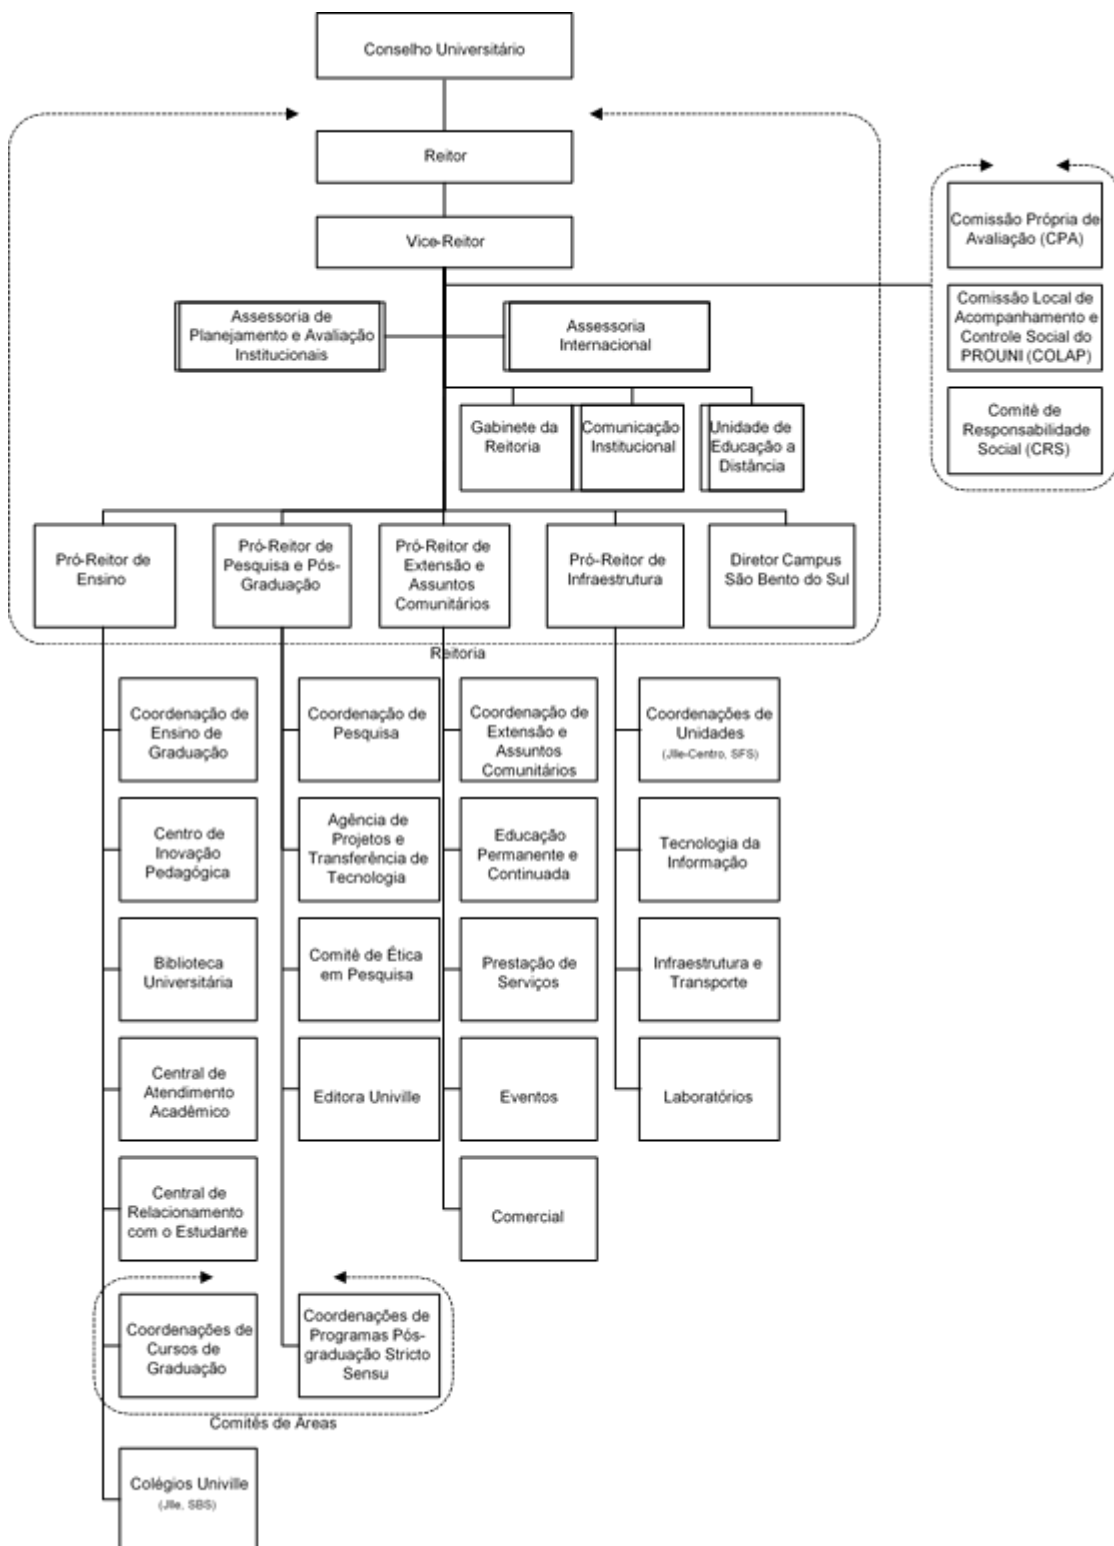 Conselho Universitário
Reitor
Vice-Reitor
Comissão Própria de
Avaliação (CPA)
Comissão Local de
Acompanhamento e
Controle Social do
PROUNI (COLAP)
Comitê de
Responsabilidade
Social (CRS)
Assessoria de
Planejamento e Avaliação
Institucionais
Assessoria
Internacional
Gabinete da
Reitoria
Comunicação
Institucional
Unidade de
Educação a
Distância
Pró-Reitor de
Ensino
Pró-Reitor de
Pesquisa e Pós-
Graduação
Pró-Reitor de
Extensão e
Assuntos
Comunitários
Pró-Reitor de
Infraestrutura
Diretor Campus
São Bento do Sul
Reitoria
Coordenação de
Ensino de
Graduação
Coordenação de
Pesquisa
Coordenação de
Extensão e
Assuntos
Comunitários
Coordenações de
Unidades
(Jlle-Centro, SFS)
Centro de
Inovação
Pedagógica
Agência de
Projetos e
Transferência de
Tecnologia
Educação
Permanente e
Continuada
Tecnologia da
Informação
Biblioteca
Universitária
Comitê de Ética
em Pesquisa
Prestação de
Serviços
Infraestrutura e
Transporte
Central de
Atendimento
Acadêmico
Editora Univille
Eventos
Laboratórios
Central de
Relacionamento
com o Estudante
Comercial
Coordenações de
Cursos de
Graduação
Coordenações de
Programas Pós-
graduação Stricto
Sensu
Comitês de Áreas
Colégios Univille
(Jlle, SBS)